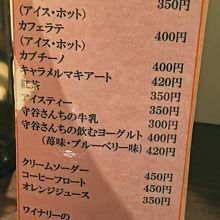 350円
(アイス・ホット)
カフェラテ 400円
(アイス・ホット)
カプチーノ 400円
キャラメルマキアート 420円
紅茶 350円
アイスティー 350円
守谷さんちの牛乳 300円
守谷さんちの飲むヨーグルト 400円
(苺味・ブルーベリー味) 420円
クリームソーダー 450円
コーヒーフロート 450円
オレンジジュース 350円
ワイナリーの